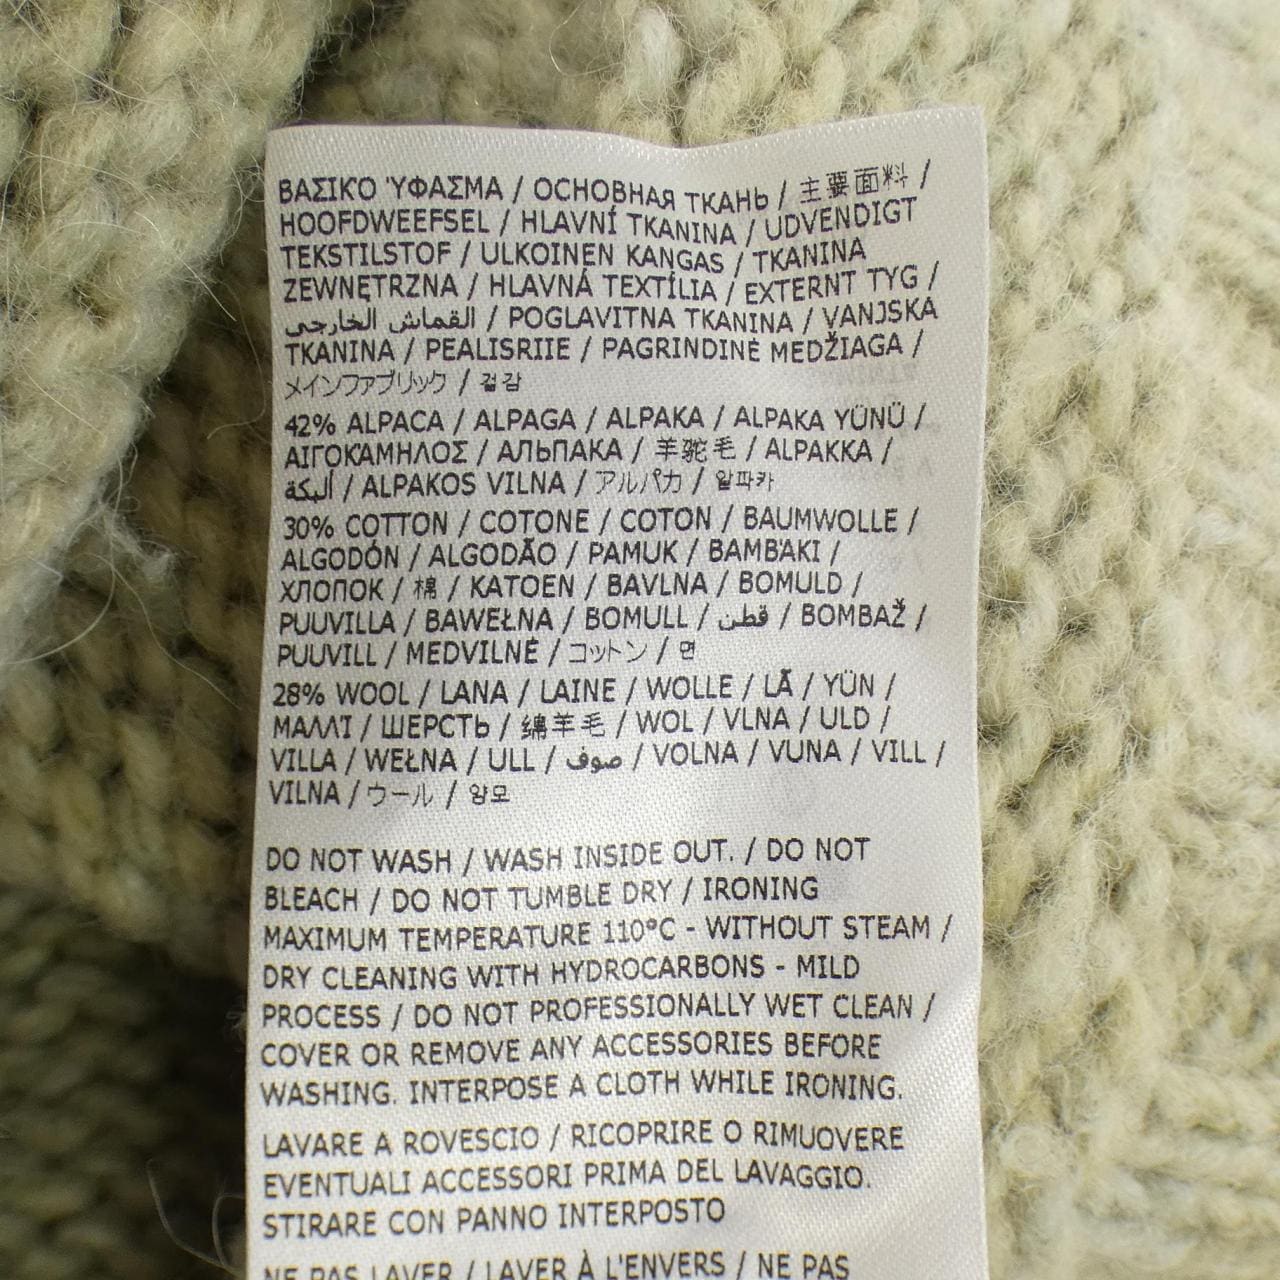 ΒΑΣΙΚΌ ΎΦΑΣΜΑ / ОСНОВНАЯ ТКАНЬ / 主要面料 /
HOOFDWEEFSEL / HLAVNÍ TKANINA / UDVENDIGT
TEKSTILSTOF / ULKOINEN KANGAS / TKANINA
ZEWNĘTRZNA / HLAVNÁ TEXTÍLIA / EXTERNT TYG /
القماش الخارجي / POGLAVITNA TKANINA / VANJSKA
TKANINA / PEALISRIIE / PAGRINDINĖ MEDŽIAGA /
メインファブリック / 겉감
42% ALPACA / ALPAGA / ALPAKA / ALPAKA YÜNÜ /
ΑΙΓΟΚΆΜΗΛΟΣ / АЛЬПАКА / 羊驼毛 / ALPAKKA /
ألبكة / ALPAKOS VILNA / アルパカ / 알파카
30% COTTON / COTONE / COTON / BAUMWOLLE /
ALGODÓN / ALGODÃO / PAMUK / ΒΑΜΒΆΚΙ /
ХЛОПОК / 棉 / KATOEN / BAVLNA / BOMULD /
PUUVILLA / BAWEŁNA / BOMULL / قطن / BOMBAŽ /
PUUVILL / MEDVILNĖ / コットン / 면
28% WOOL / LANA / LAINE / WOLLE / LÃ / YÜN /
ΜΑΛΛΊ / ШЕРСТЬ / 绵羊毛 / WOL / VLNA / ULD /
VILLA / WEŁNA / ULL / صوف / VOLNA / VUNA / VILL /
VILNA / ウール / 양모
DO NOT WASH / WASH INSIDE OUT. / DO NOT
BLEACH / DO NOT TUMBLE DRY / IRONING
MAXIMUM TEMPERATURE 110°C - WITHOUT STEAM /
DRY CLEANING WITH HYDROCARBONS - MILD
PROCESS / DO NOT PROFESSIONALLY WET CLEAN /
COVER OR REMOVE ANY ACCESSORIES BEFORE
WASHING. INTERPOSE A CLOTH WHILE IRONING.
LAVARE A ROVESCIO / RICOPRIRE O RIMUOVERE
EVENTUALI ACCESSORI PRIMA DEL LAVAGGIO.
STIRARE CON PANNO INTERPOSTO
NE PAS LAVER / LAVER À L'ENVERS / NE PAS